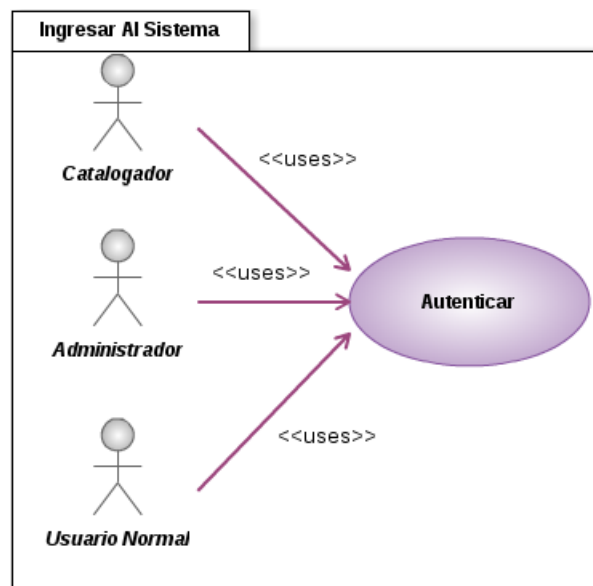 Ingresar Al Sistema
<<uses>>
Catalogador
<<uses>>
Autenticar
Administrador
<<uses>>
Usuario Normal